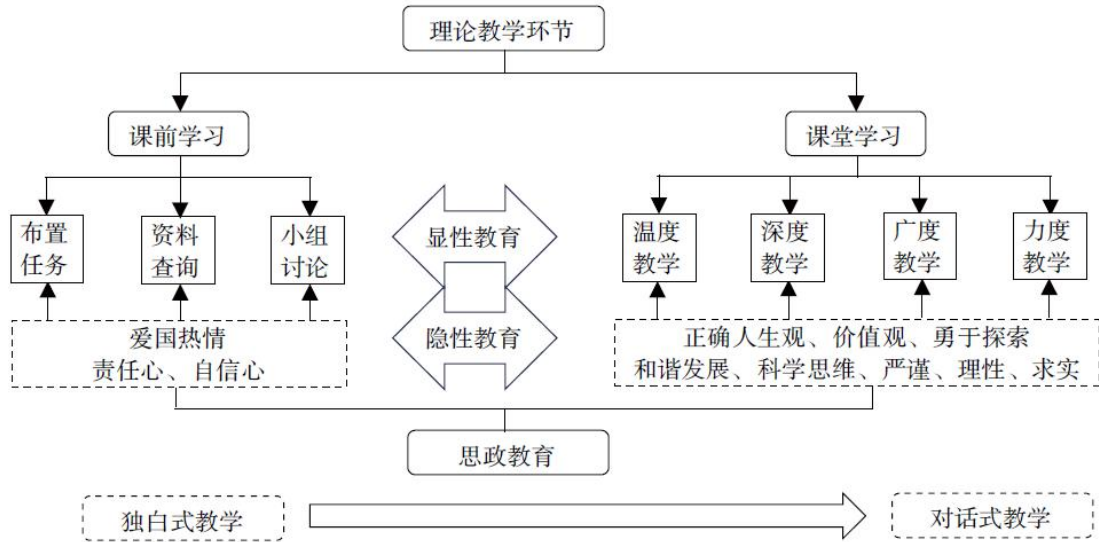 理论教学环节
课前学习
课堂学习
布置
任务
资料
查询
小组
讨论
显性教育
隐性教育
温度
教学
深度
教学
广度
教学
力度
教学
爱国热情
责任心、自信心
正确人生观、价值观、勇于探索
和谐发展、科学思维、严谨、理性、求实
思政教育
独白式教学
对话式教学